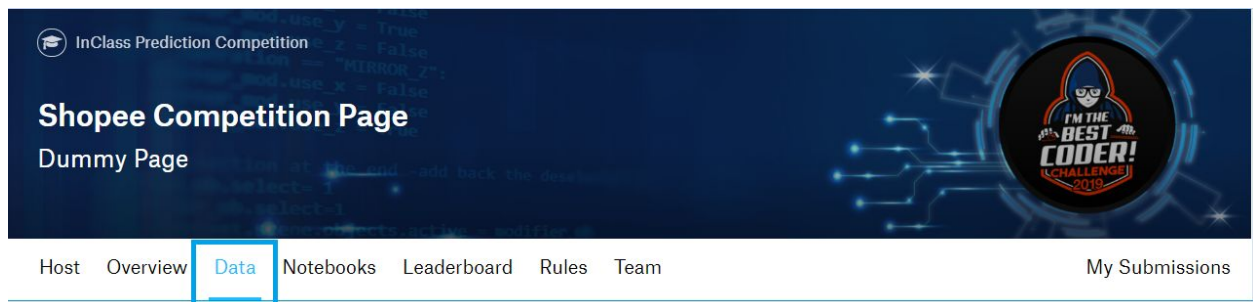 InClass Prediction Competition
Shopee Competition Page
Dummy Page
I'M THE
BEST
CODER!
CHALLENGE
2019
Host Overview Data Notebooks Leaderboard Rules Team My Submissions